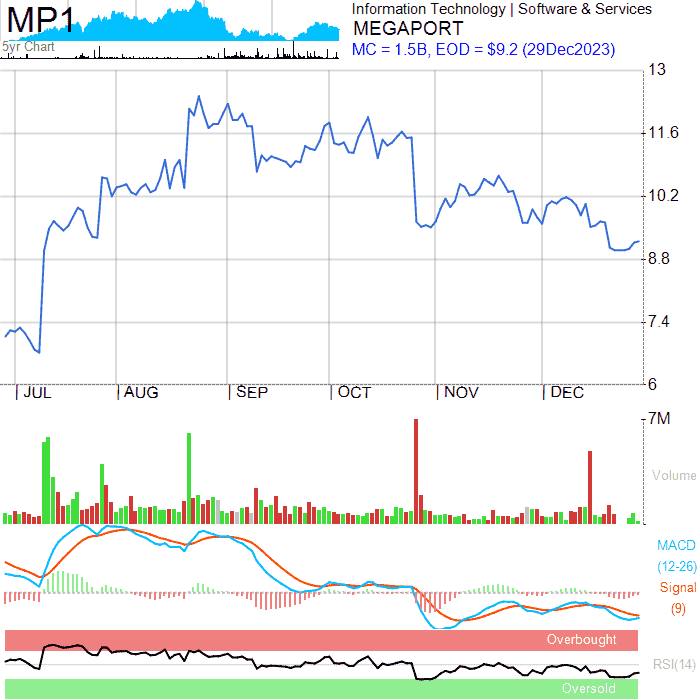 MP1
5yr Chart
Information Technology | Software & Services
MEGAPORT
MC = 1.5B, EOD = $9.2 (29Dec2023)
13
11.6
10.2
8.8
7.4
6
JUL AUG SEP OCT NOV DEC
7M
Volume
MACD
(12-26)
Signal
(9)
Overbought
RSI(14)
Oversold